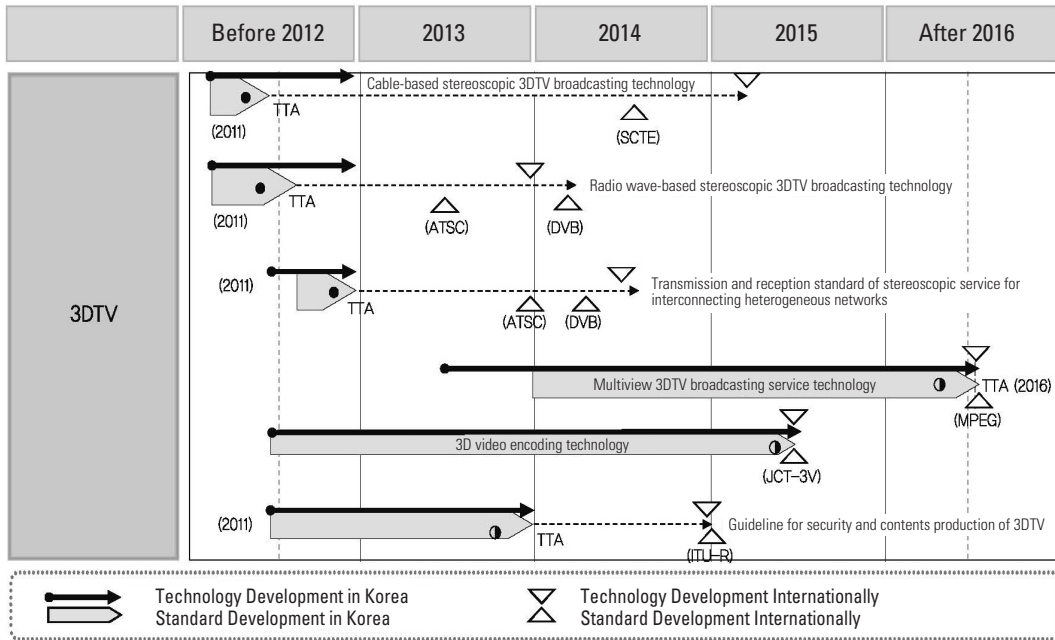 Before 2012 2013 2014 2015 After 2016
3DTV
Cable-based stereoscopic 3DTV broadcasting technology
TTA
(2011)
(SCTE)
Radio wave-based stereoscopic 3DTV broadcasting technology
TTA
(2011)
(ATSC) (DVB)
(2011)
Transmission and reception standard of stereoscopic service for
interconnecting heterogeneous networks
TTA
(ATSC) (DVB)
Multiview 3DTV broadcasting service technology
TTA (2016)
(MPEG)
3D video encoding technology
(JCT-3V)
(2011)
Guideline for security and contents production of 3DTV
TTA
(ITU-R)
Technology Development in Korea
Standard Development in Korea
Technology Development Internationally
Standard Development Internationally